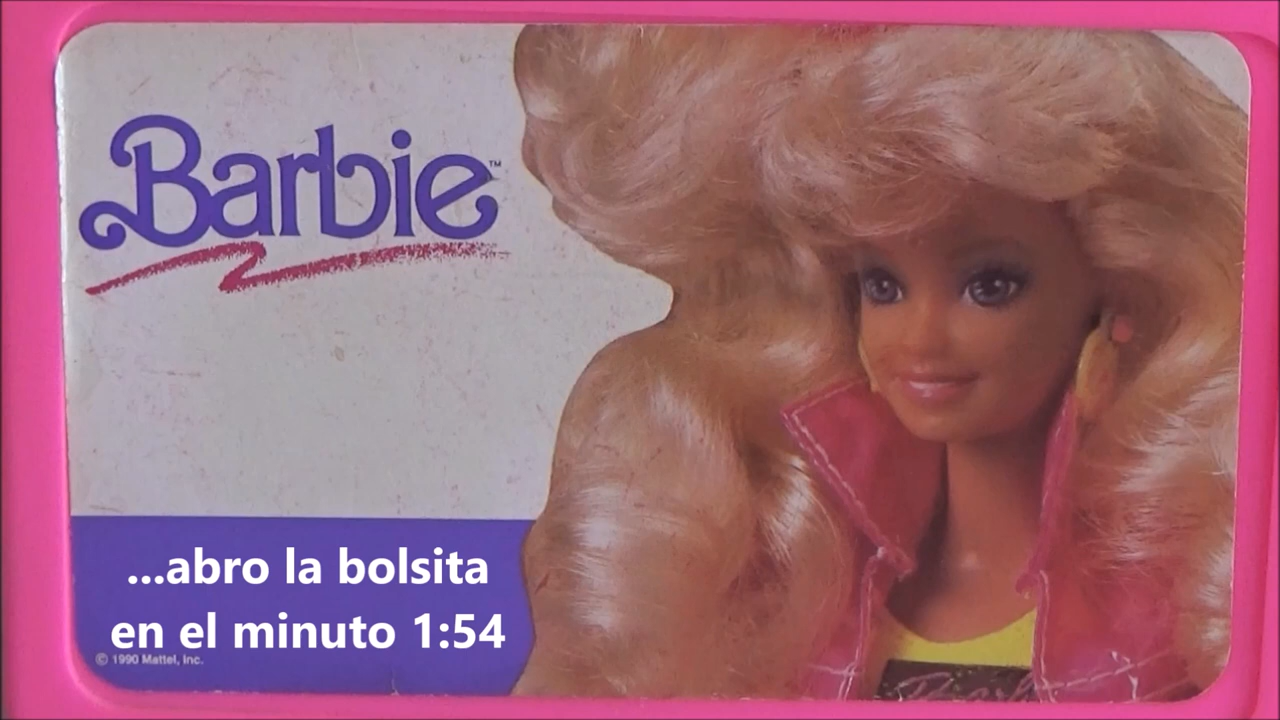 Barbie™
...abro la bolsita
en el minuto 1:54
© 1990 Mattel, Inc.